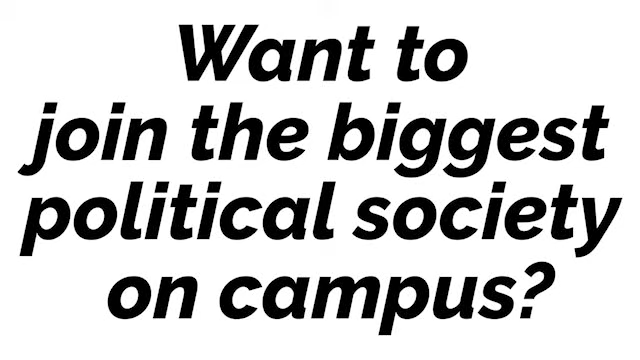 Want to
join the biggest
political society
on campus?